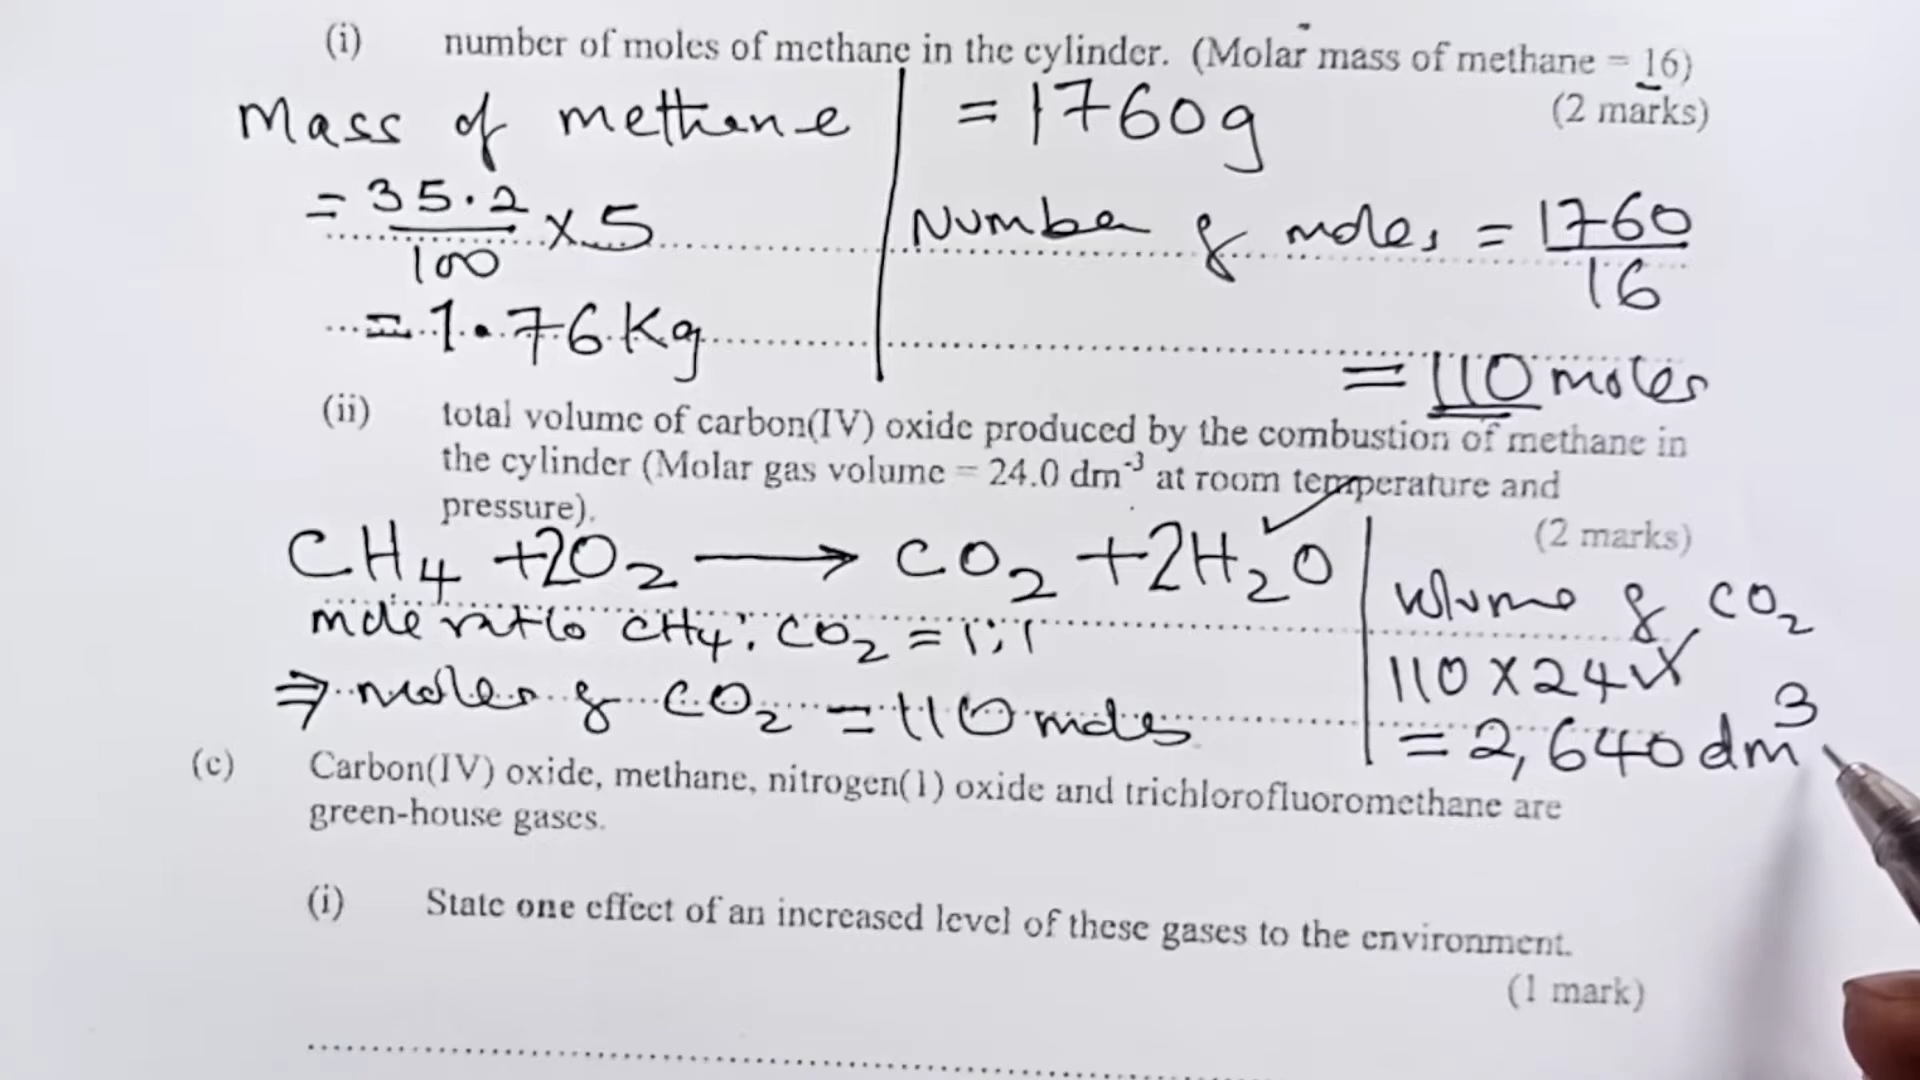 (i) number of moles of methane in the cylinder. (Molar mass of methane = 16)
(2 marks)
Mass of methane
= 35.2/100 x 5
= 1.76 Kg
= 1760g
Number of moles = 1760/16
= 110 moles
(ii) total volume of carbon(IV) oxide produced by the combustion of methane in
the cylinder (Molar gas volume = 24.0 dm⁻³ at room temperature and
pressure).
(2 marks)
CH₄ + 2O₂ → CO₂ + 2H₂O
mole ratio CH₄ : CO₂ = 1:1
⇒ moles of CO₂ = 110 moles
Volume of CO₂
110 x 24 ✓
= 2,640 dm³
(c) Carbon(IV) oxide, methane, nitrogen(1) oxide and trichlorofluoromethane are
green-house gases.
(i) State one effect of an increased level of these gases to the environment.
(1 mark)